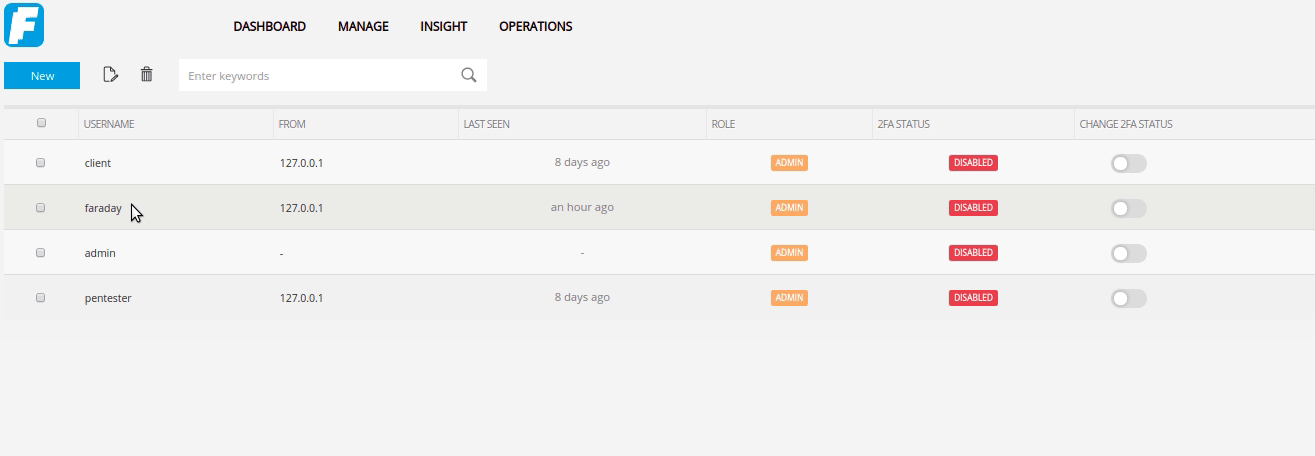 F
DASHBOARD MANAGE INSIGHT OPERATIONS
New Enter keywords
USERNAME FROM LAST SEEN ROLE 2FA STATUS CHANGE 2FA STATUS
client 127.0.0.1 8 days ago ADMIN DISABLED
faraday 127.0.0.1 an hour ago ADMIN DISABLED
admin - - ADMIN DISABLED
pentester 127.0.0.1 8 days ago ADMIN DISABLED